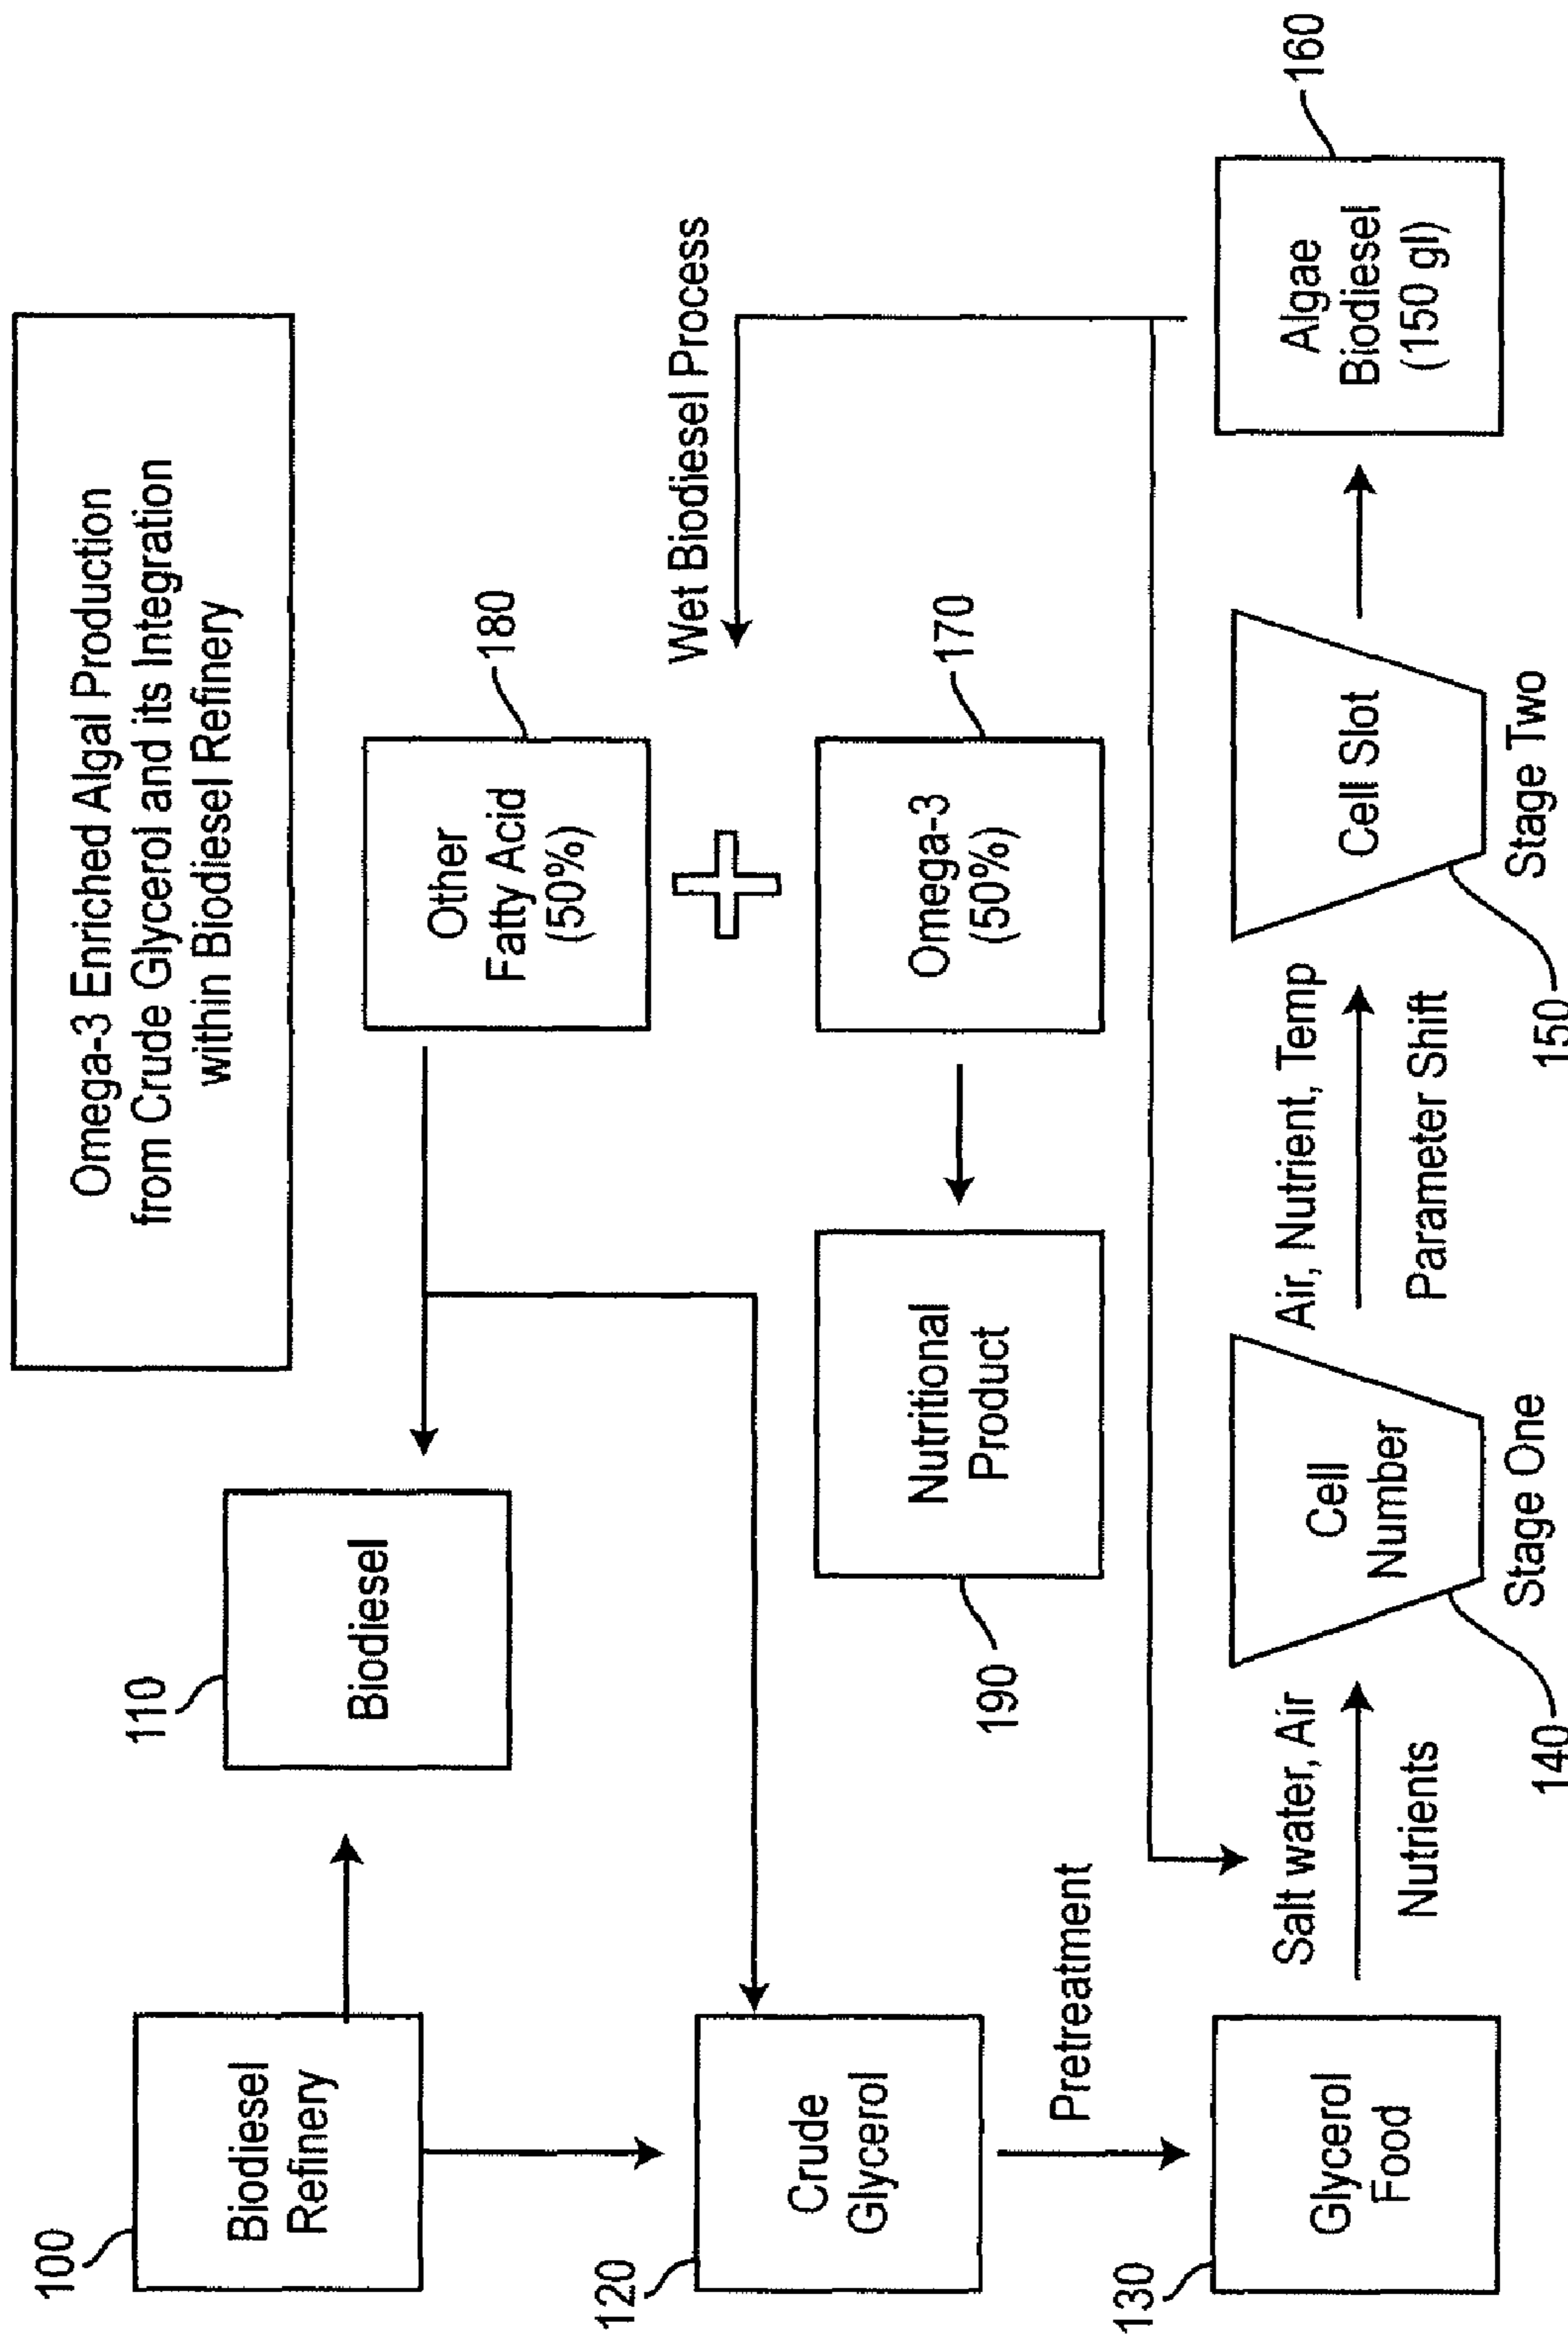 Omega-3 Enriched Algal Production
from Crude Glycerol and its Integration
within Biodiesel Refinery
100
Biodiesel
Refinery
110
Biodiesel
Other
Fatty Acid
(50%)
180
Wet Biodiesel Process
120
Crude
Glycerol
190
Nutritional
Product
Omega-3
(50%)
170
Pretreatment
130
Glycerol
Food
Salt water, Air
Nutrients
Cell
Number
140
Stage One
Air, Nutrient, Temp
Parameter Shift
Cell Slot
150
Stage Two
Algae
Biodiesel
(150 gl)
160